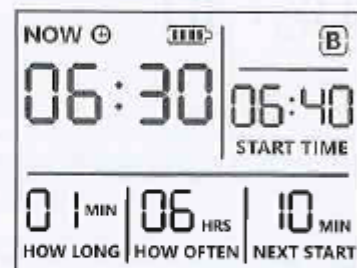 NOW
B
06:30
06:40
START TIME
01 MIN
06 HRS
10 MIN
HOW LONG
HOW OFTEN
NEXT START